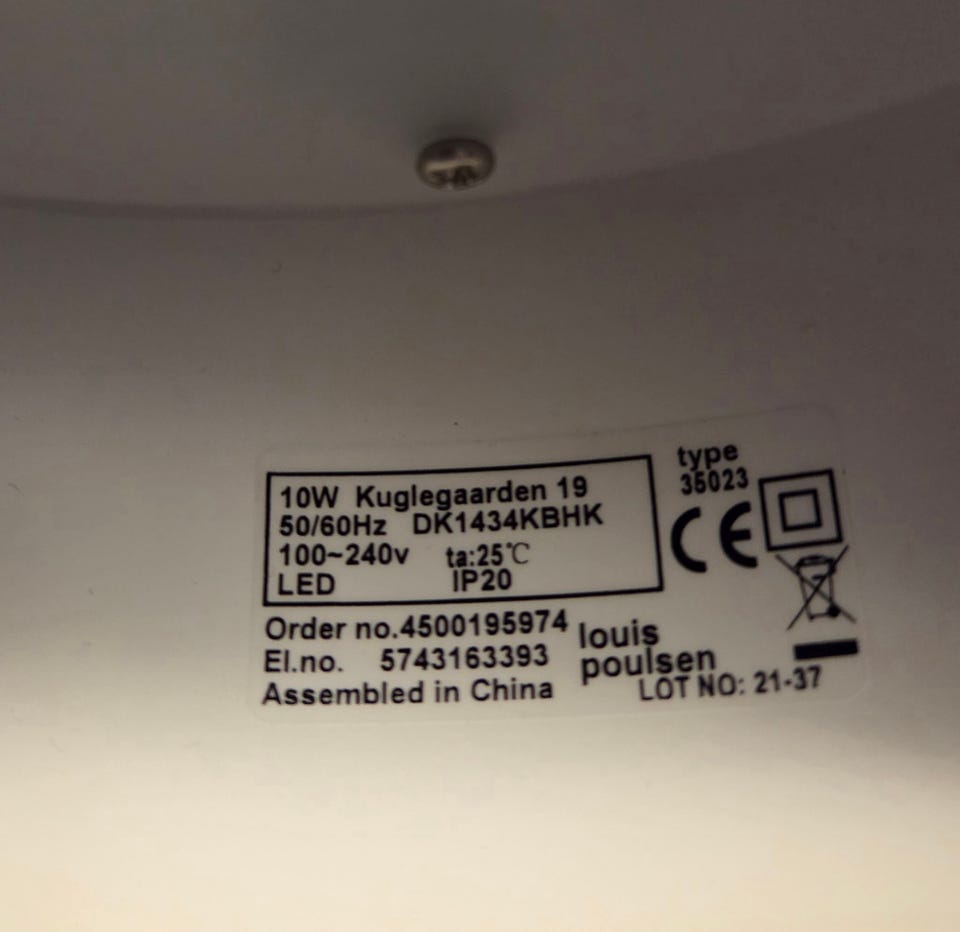 10W Kuglegaarden 19
50/60Hz DK1434KBHK
100~240v ta:25℃
LED IP20
type
35023
CE
Order no.4500195974
El.no. 5743163393
Assembled in China
louis
poulsen
LOT NO: 21-37